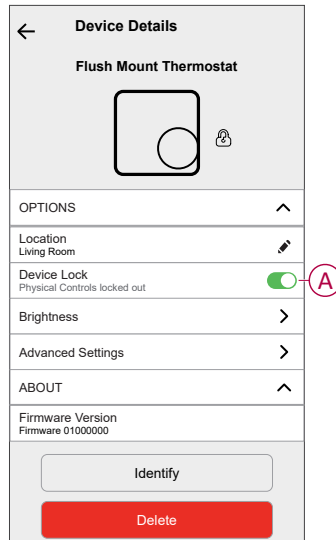 Device Details
Flush Mount Thermostat
OPTIONS
Location
Living Room
Device Lock
Physical Controls locked out
A
Brightness
Advanced Settings
ABOUT
Firmware Version
Firmware 01000000
Identify
Delete